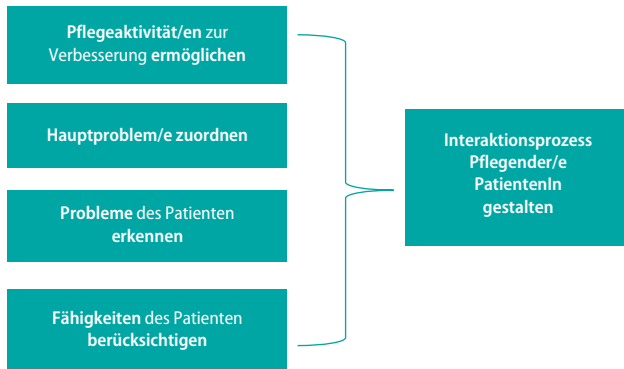 Pflegeaktivität/en zur
Verbesserung ermöglichen
Hauptproblem/e zuordnen
Probleme des Patienten
erkennen
Fähigkeiten des Patienten
berücksichtigen
Interaktionsprozess
Pflegender/e
PatientenIn
gestalten